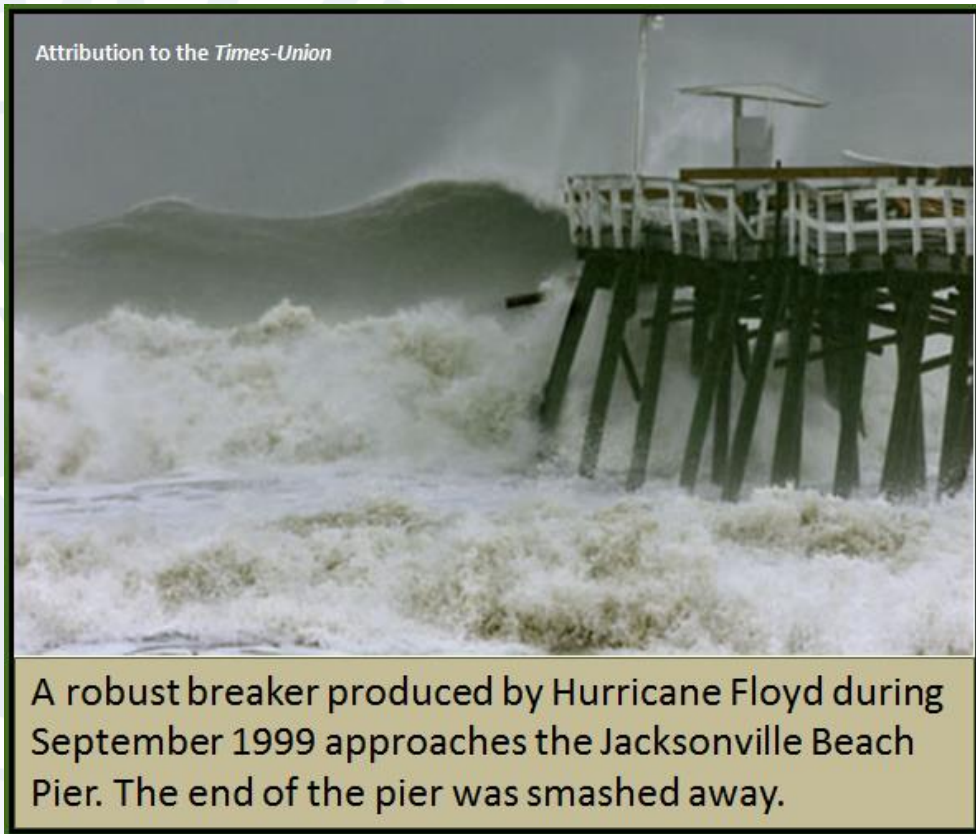 Attribution to the Times-Union
A robust breaker produced by Hurricane Floyd during
September 1999 approaches the Jacksonville Beach
Pier. The end of the pier was smashed away.